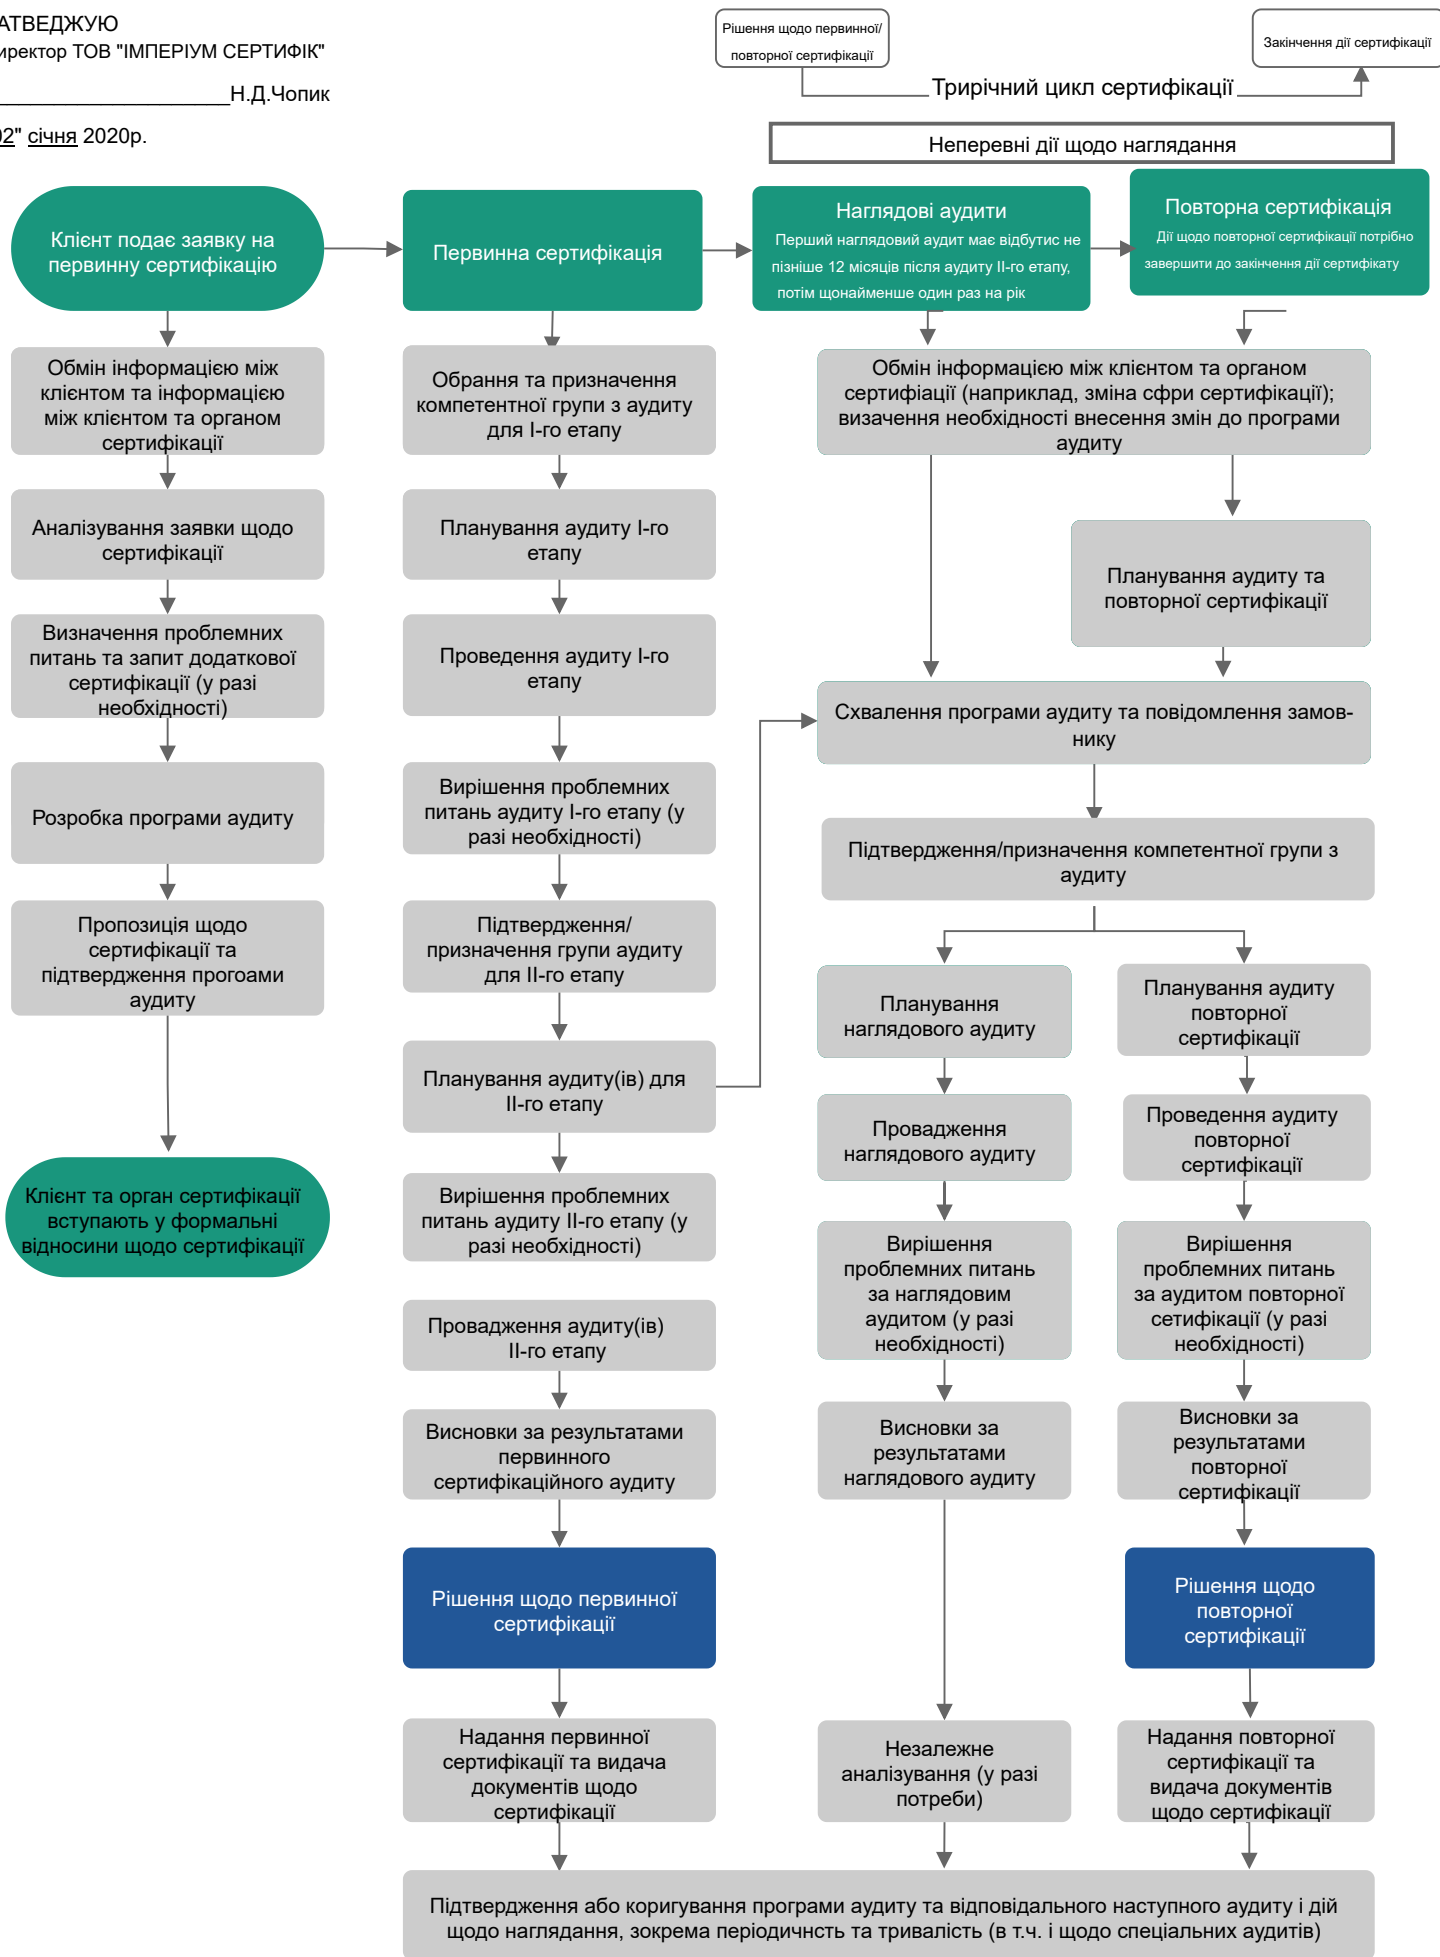 АТВЕДЖУЮ
иректор ТОВ "ІМПЕРІУМ СЕРТИФІК"
____________________Н.Д.Чопик
02" січня 2020р.
Рішення щодо первинної/
повторної сертифікації
Закінчення дії сертифікації
Трирічний цикл сертифікації
Неперевні дії щодо наглядання
Клієнт подає заявку на
первинну сертифікацію
Первинна сертифікація
Наглядові аудити
Перший наглядовий аудит має відбутис не
пізніше 12 місяців після аудиту ІІ-го етапу,
потім щонайменше один раз на рік
Повторна сертифікація
Дії щодо повторної сертифікації потрібно
завершити до закінчення дії сертифікату
Обмін інформацією між
клієнтом та інформацією
між клієнтом та органом
сертифікації
Аналізування заявки щодо
сертифікації
Визначення проблемних
питань та запит додаткової
сертифікації (у разі
необхідності)
Розробка програми аудиту
Пропозиція щодо
сертифікації та
підтвердження прогоами
аудиту
Клієнт та орган сертифікації
вступають у формальні
відносини щодо сертифікації
Обрання та призначення
компетентної групи з аудиту
для І-го етапу
Планування аудиту І-го
етапу
Проведення аудиту І-го
етапу
Вирішення проблемних
питань аудиту І-го етапу (у
разі необхідності)
Підтвердження/
призначення групи аудиту
для ІІ-го етапу
Планування аудиту(ів) для
ІІ-го етапу
Вирішення проблемних
питань аудиту ІІ-го етапу (у
разі необхідності)
Провадження аудиту(ів)
ІІ-го етапу
Висновки за результатами
первинного
сертифікаційного аудиту
Рішення щодо первинної
сертифікації
Надання первинної
сертифікації та видача
документів щодо
сертифікації
Обмін інформацією між клієнтом та органом
сертифіації (наприклад, зміна сфри сертифікації);
визачення необхідності внесення змін до програми
аудиту
Планування аудиту та
повторної сертифікації
Схвалення програми аудиту та повідомлення замов-
нику
Підтвердження/призначення компетентної групи з
аудиту
Планування
наглядового аудиту
Провадження
наглядового аудиту
Вирішення
проблемних питань
за наглядовим
аудитом (у разі
необхідності)
Висновки за
результатами
наглядового аудиту
Незалежне
аналізування (у разі
потреби)
Планування аудиту
повторної
сертифікації
Проведення аудиту
повторної
сертифікації
Вирішення
проблемних питань
за аудитом повторної
сетифікації (у разі
необхідності)
Висновки за
результатами
повторної
сертифікації
Рішення щодо
повторної
сертифікації
Надання повторної
сертифікації та
видача документів
щодо сертифікації
Підтвердження або коригування програми аудиту та відповідального наступного аудиту і дій
щодо наглядання, зокрема періодичнсть та тривалість (в т.ч. і щодо спеціальних аудитів)